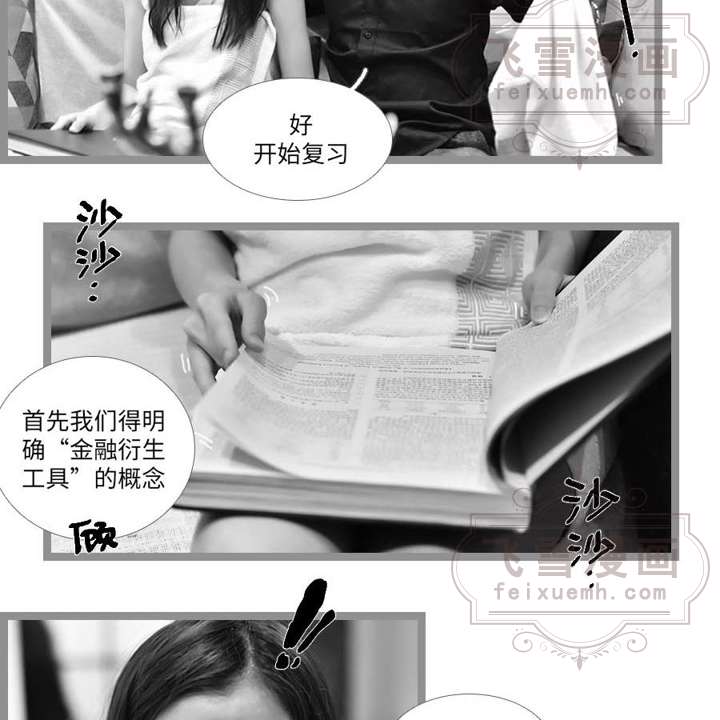 飞雪漫画
feixuemh.com
好
开始复习
沙
沙…
首先我们得明
确“金融衍生
工具”的概念
顾
沙
沙…
飞雪漫画
feixuemh.com
!!